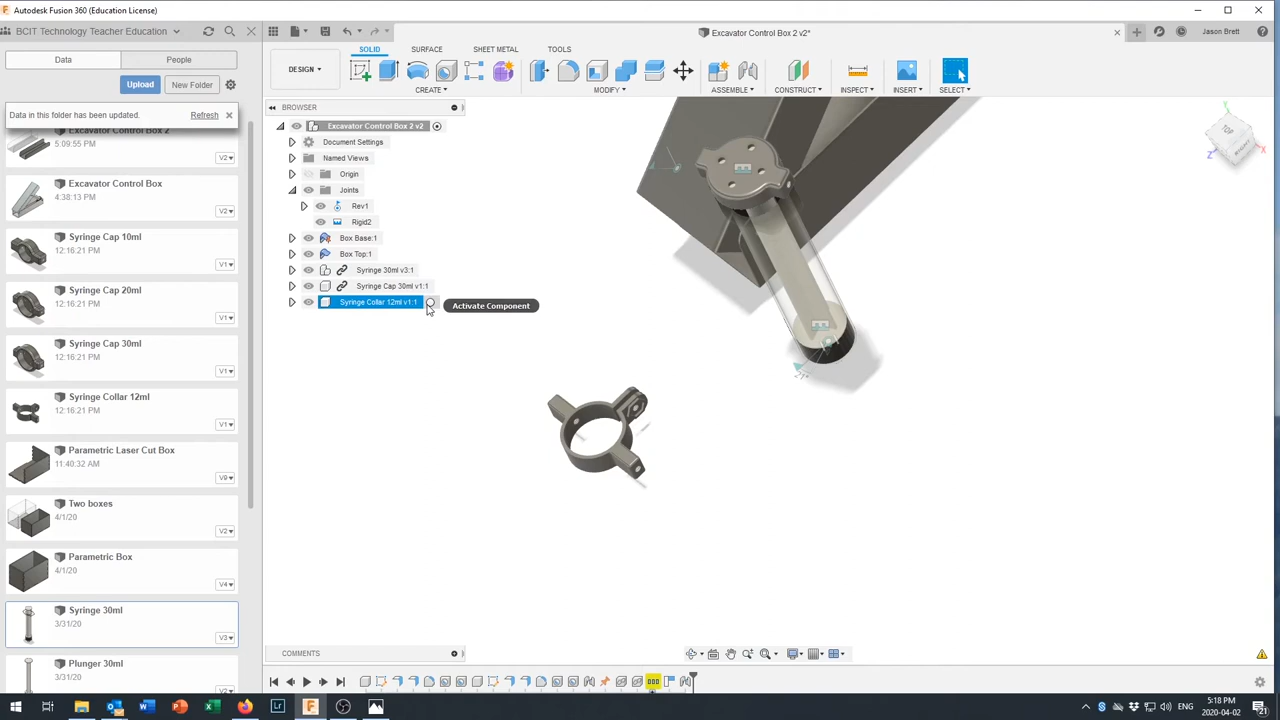 Autodesk Fusion 360 (Education License)
BCIT Technology Teacher Education
Excavator Control Box 2 v2*
Jason Brett
Data
People
Upload
New Folder
Data in this folder has been updated.
Refresh
Excavator Control Box 2
5:09:55 PM
V2
Excavator Control Box
4:38:13 PM
V2
Syringe Cap 10ml
12:16:21 PM
V1
Syringe Cap 20ml
12:16:21 PM
V1
Syringe Cap 30ml
12:16:21 PM
V1
Syringe Collar 12ml
12:16:21 PM
V1
Parametric Laser Cut Box
11:40:32 AM
V9
Two boxes
4/1/20
V2
Parametric Box
4/1/20
V4
Syringe 30ml
3/31/20
V3
Plunger 30ml
3/31/20
DESIGN
SOLID
SURFACE
SHEET METAL
TOOLS
CREATE
MODIFY
ASSEMBLE
CONSTRUCT
INSPECT
INSERT
SELECT
BROWSER
Excavator Control Box 2 v2
Document Settings
Named Views
Origin
Joints
Rev1
Rigid2
Box Base:1
Box Top:1
Syringe 30ml v3:1
Syringe Cap 30ml v1:1
Syringe Collar 12ml v1:1
Activate Component
TOP
X
Y
Z
COMMENTS
ENG
5:18 PM
2020-04-02
21